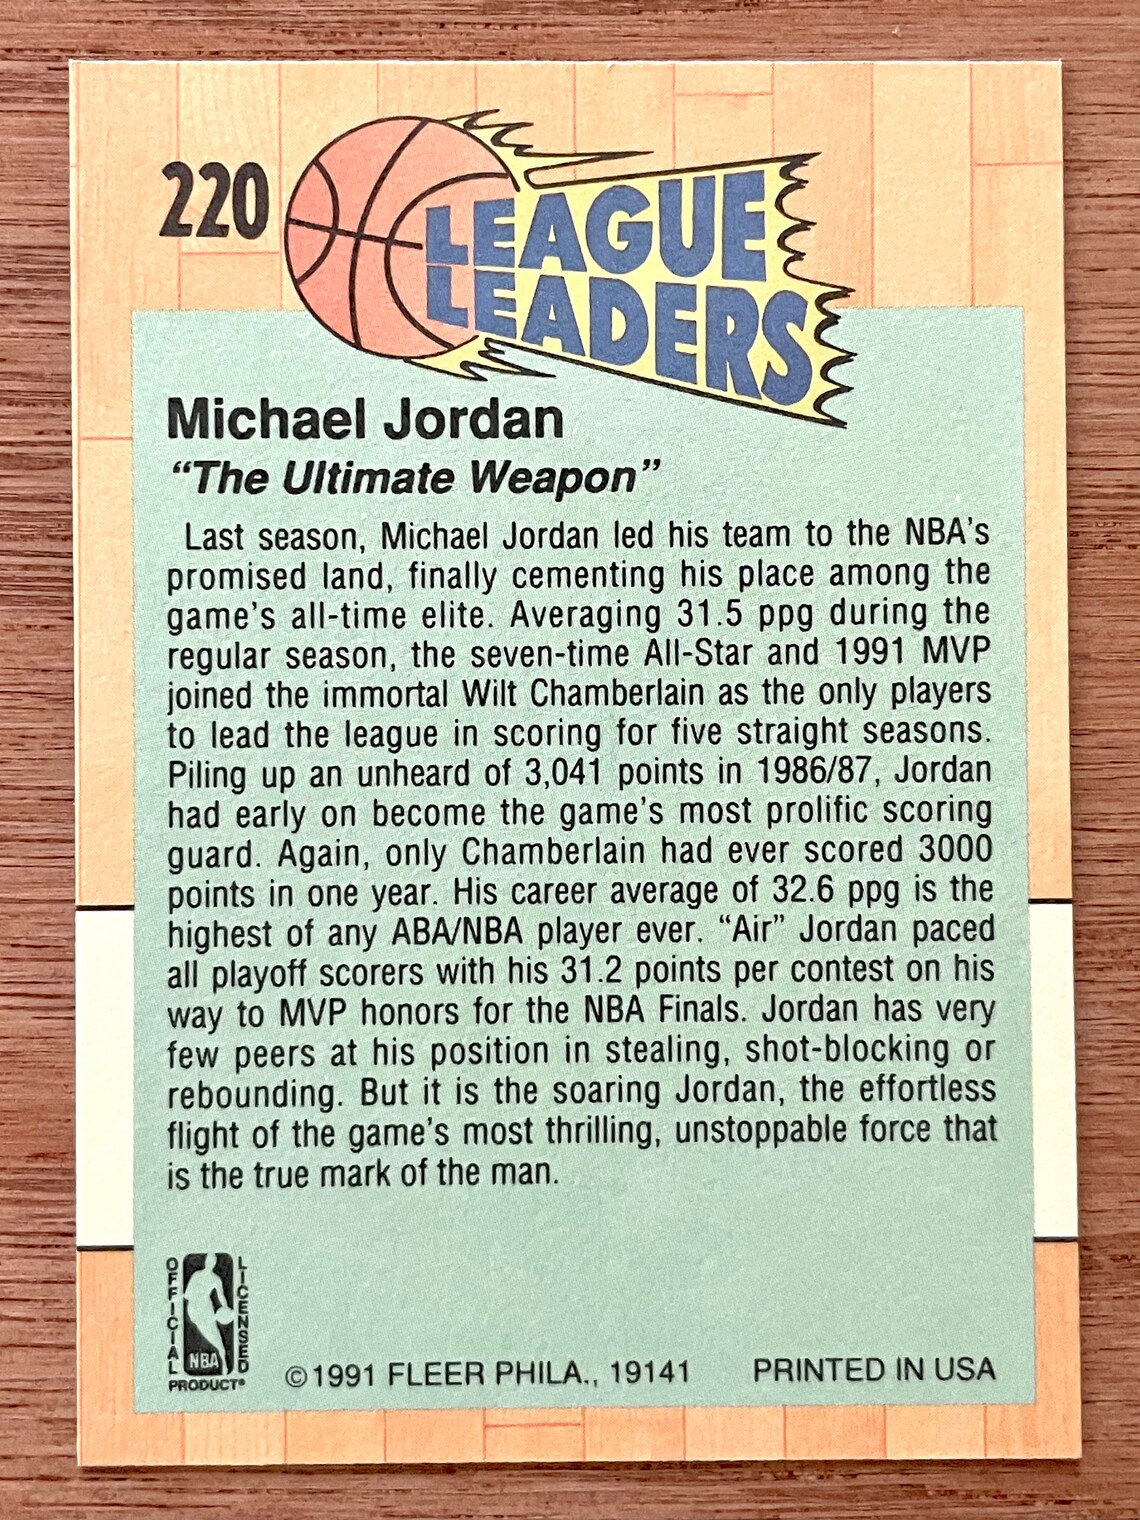 220
LEAGUE
LEADERS
Michael Jordan
“The Ultimate Weapon”
Last season, Michael Jordan led his team to the NBA's
promised land, finally cementing his place among the
game's all-time elite. Averaging 31.5 ppg during the
regular season, the seven-time All-Star and 1991 MVP
joined the immortal Wilt Chamberlain as the only players
to lead the league in scoring for five straight seasons.
Piling up an unheard of 3,041 points in 1986/87, Jordan
had early on become the game's most prolific scoring
guard. Again, only Chamberlain had ever scored 3000
points in one year. His career average of 32.6 ppg is the
highest of any ABA/NBA player ever. “Air” Jordan paced
all playoff scorers with his 31.2 points per contest on his
way to MVP honors for the NBA Finals. Jordan has very
few peers at his position in stealing, shot-blocking or
rebounding. But it is the soaring Jordan, the effortless
flight of the game's most thrilling, unstoppable force that
is the true mark of the man.
OFFICIAL
LICENSED
NBA
PRODUCT®
©1991 FLEER PHILA., 19141
PRINTED IN USA